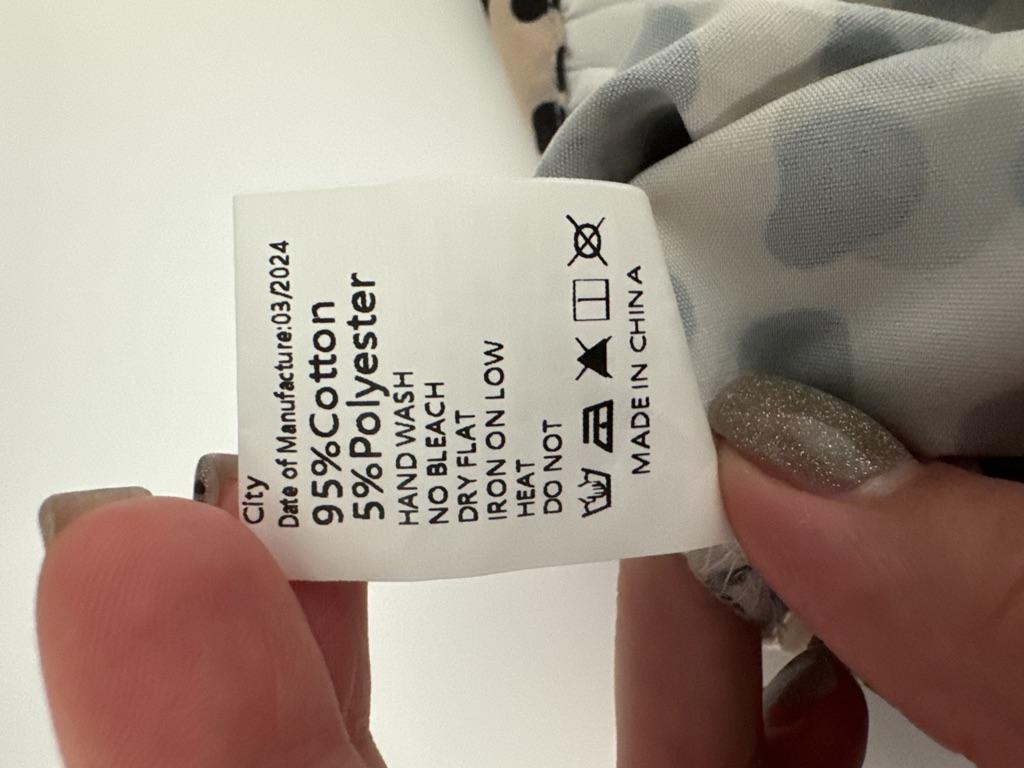 City
Date of Manufacture:03/2024
95%Cotton
5%Polyester
HAND WASH
NO BLEACH
DRY FLAT
IRON ON LOW
HEAT
DO NOT
MADE IN CHINA